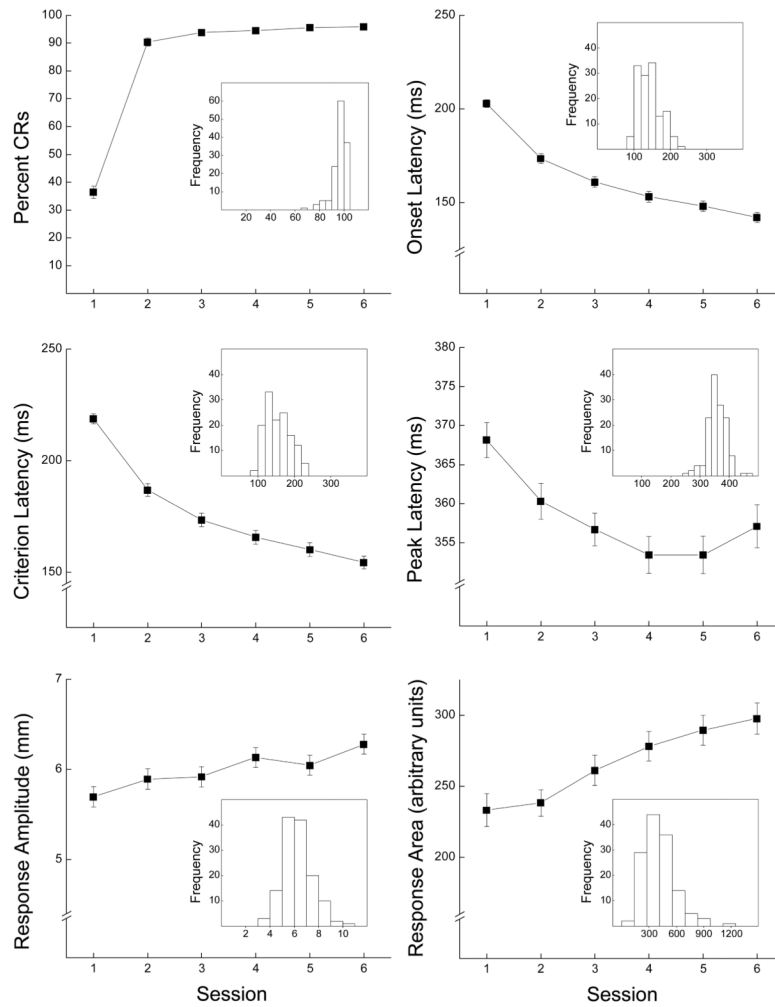 Percent CRs
100
90
80
70
60
50
40
30
20
10
1 2 3 4 5 6
Frequency
60
50
40
30
20
10
20 40 60 80 100
Onset Latency (ms)
250
200
150
1 2 3 4 5 6
Frequency
40
30
20
10
100 200 300
Criterion Latency (ms)
250
200
150
1 2 3 4 5 6
Frequency
40
30
20
10
100 200 300
Peak Latency (ms)
380
375
370
365
360
355
1 2 3 4 5 6
Frequency
40
30
20
10
100 200 300 400
Response Amplitude (mm)
7
6
5
1 2 3 4 5 6
Session
Frequency
40
30
20
10
2 4 6 8 10
Response Area (arbitrary units)
300
250
200
1 2 3 4 5 6
Session
Frequency
40
30
20
10
300 600 900 1200